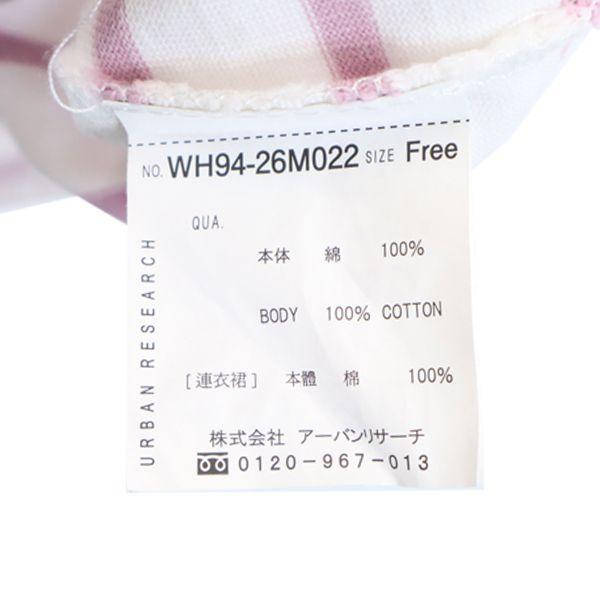 NO. WH94-26M022 SIZE Free
QUA.
本体 綿 100%
BODY 100% COTTON
[連衣裙] 本體 棉 100%
株式会社 アーバンリサーチ
0120-967-013
URBAN RESEARCH